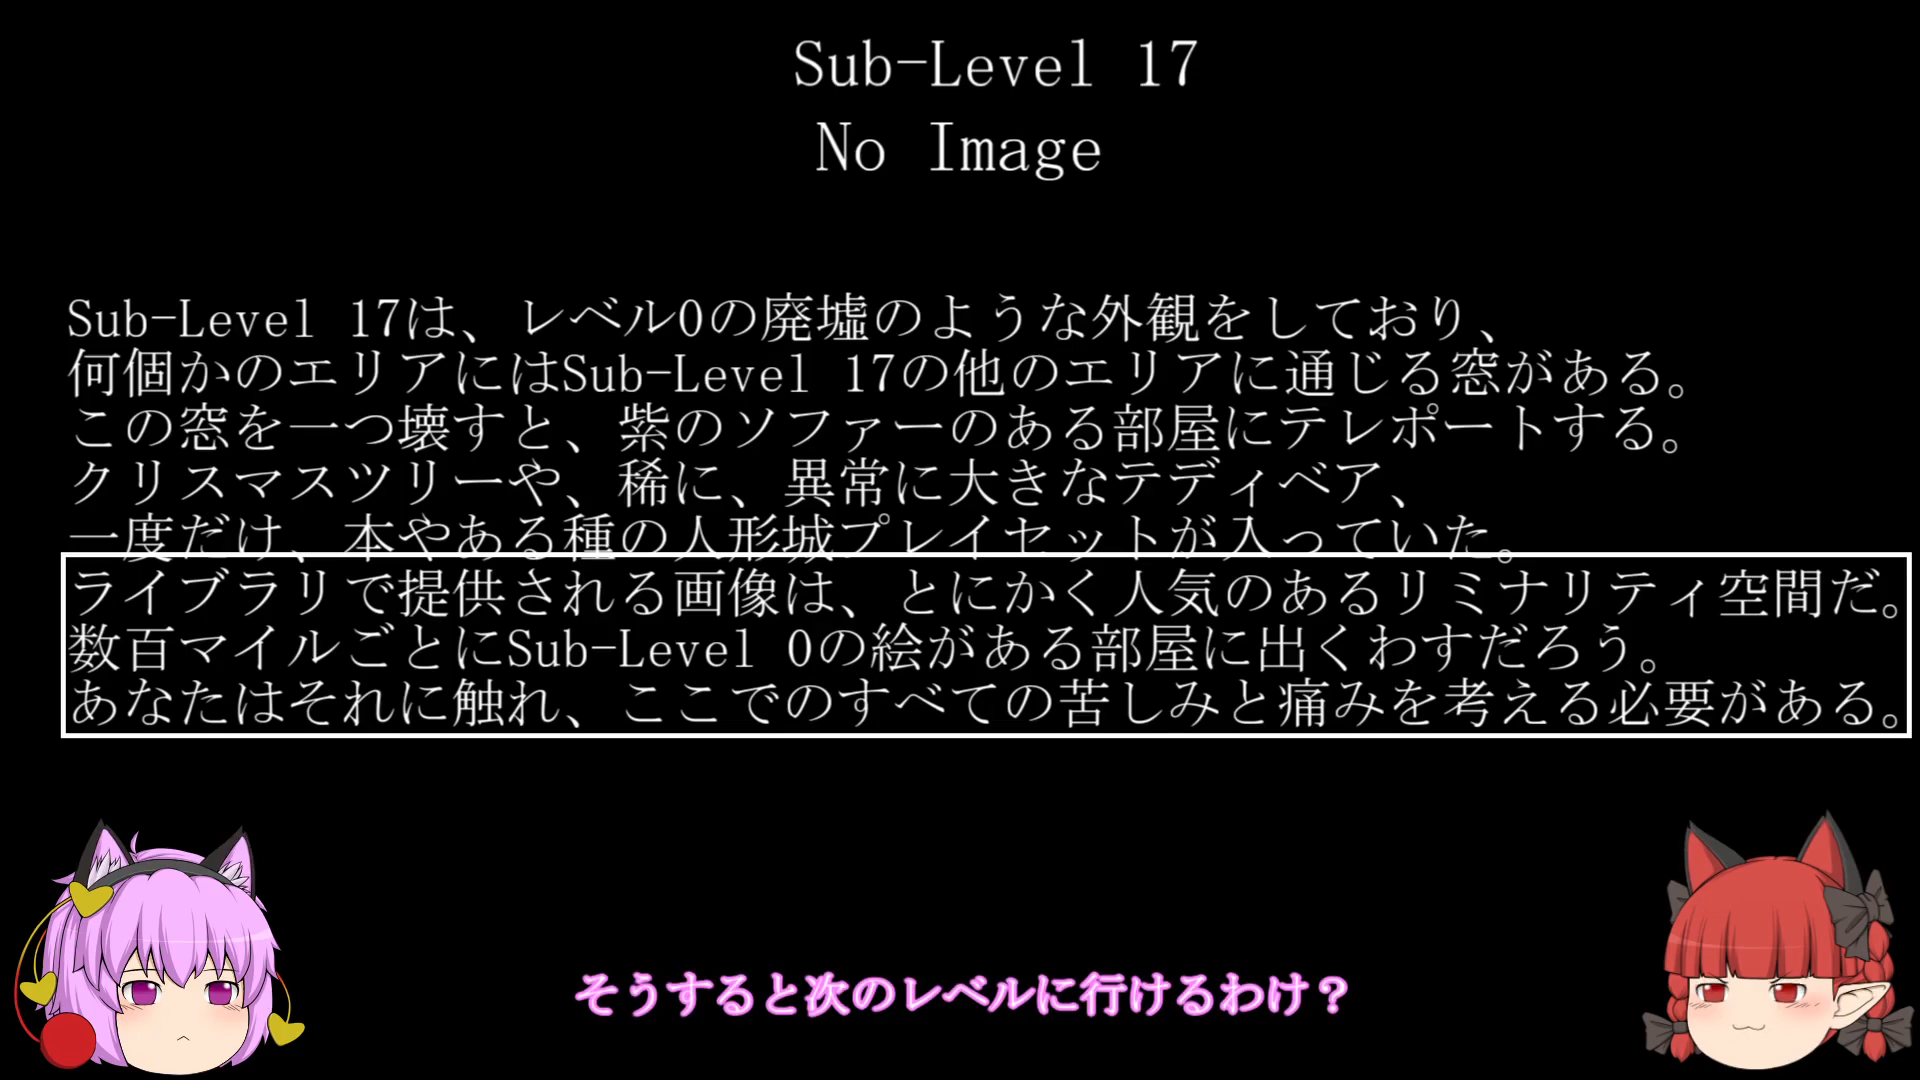 Sub-Level 17
No Image
Sub-Level 17は、レベル0の廃墟のような外観をしており、
何個かのエリアにはSub-Level 17の他のエリアに通じる窓がある。
この窓を一つ壊すと、紫のソファーのある部屋にテレポートする。
クリスマスツリーや、稀に、異常に大きなテディベア、
一度だけ、本やある種の人形城プレイセットが入っていた。
ライブラリで提供される画像は、とにかく人気のあるリミナリティ空間だ。
数百マイルごとにSub-Level 0の絵がある部屋に出くわすだろう。
あなたはそれに触れ、ここでのすべての苦しみと痛みを考える必要がある。
そうすると次のレベルに行けるわけ？